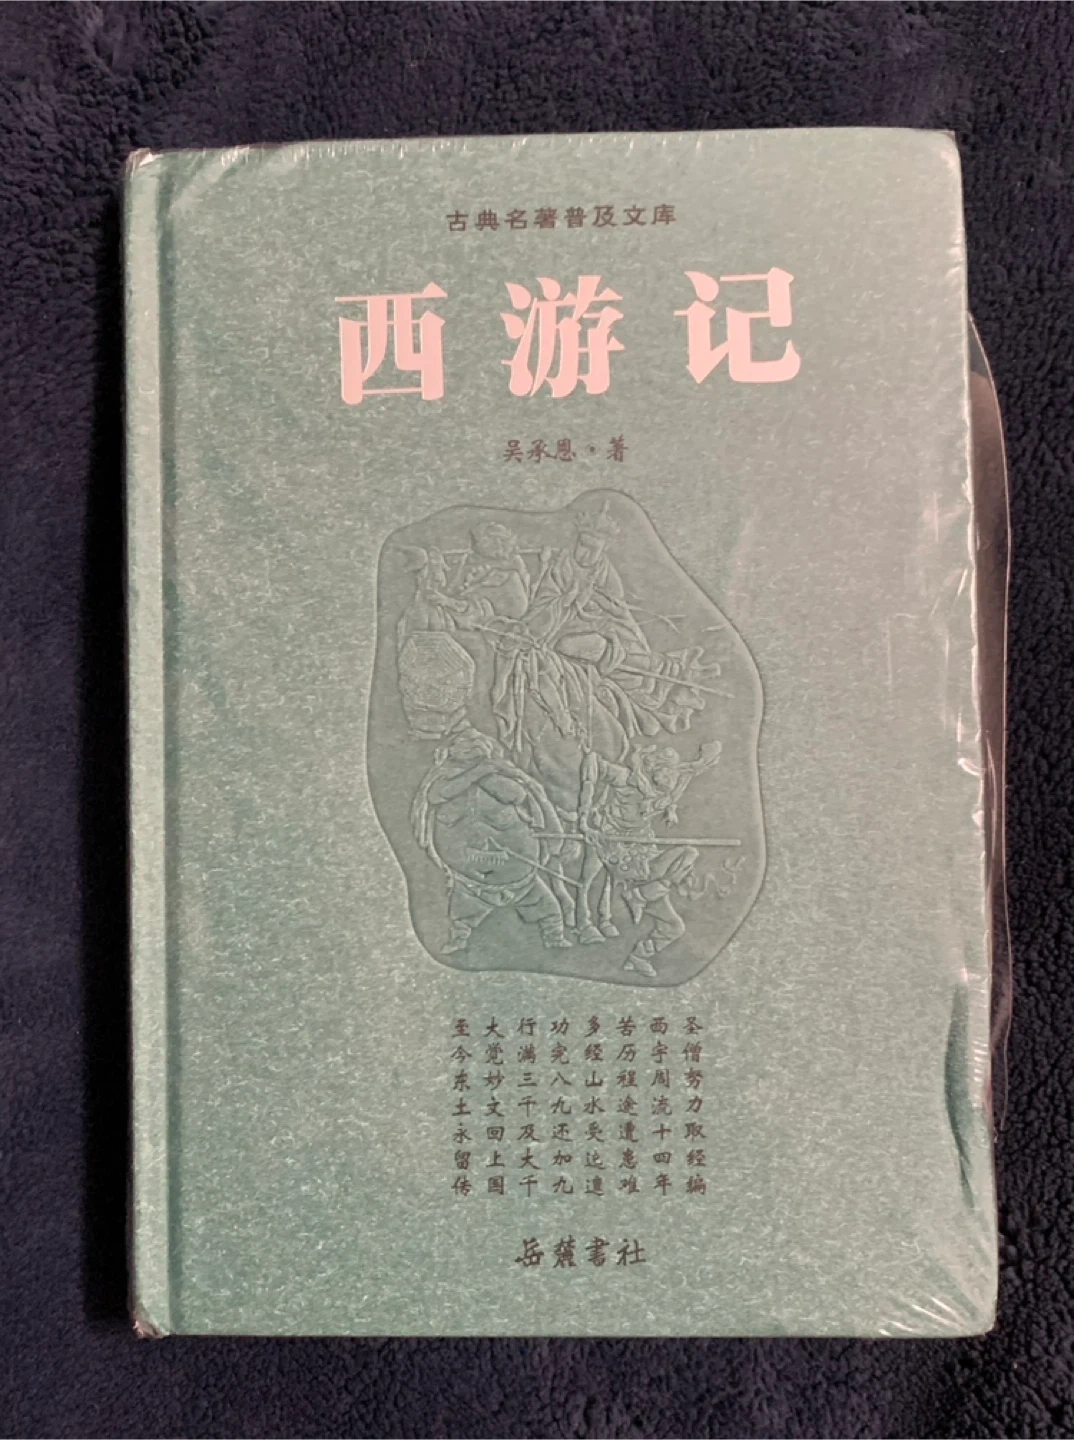 古典名著普及文库
西游记
吴承恩·著
圣僧努力取经编
西宇周流十四年
苦历程途遭患难
多经山水受迍邅
功完八九还加九
行满三千及大千
大觉妙文回上国
至今东土永留传
岳麓書社